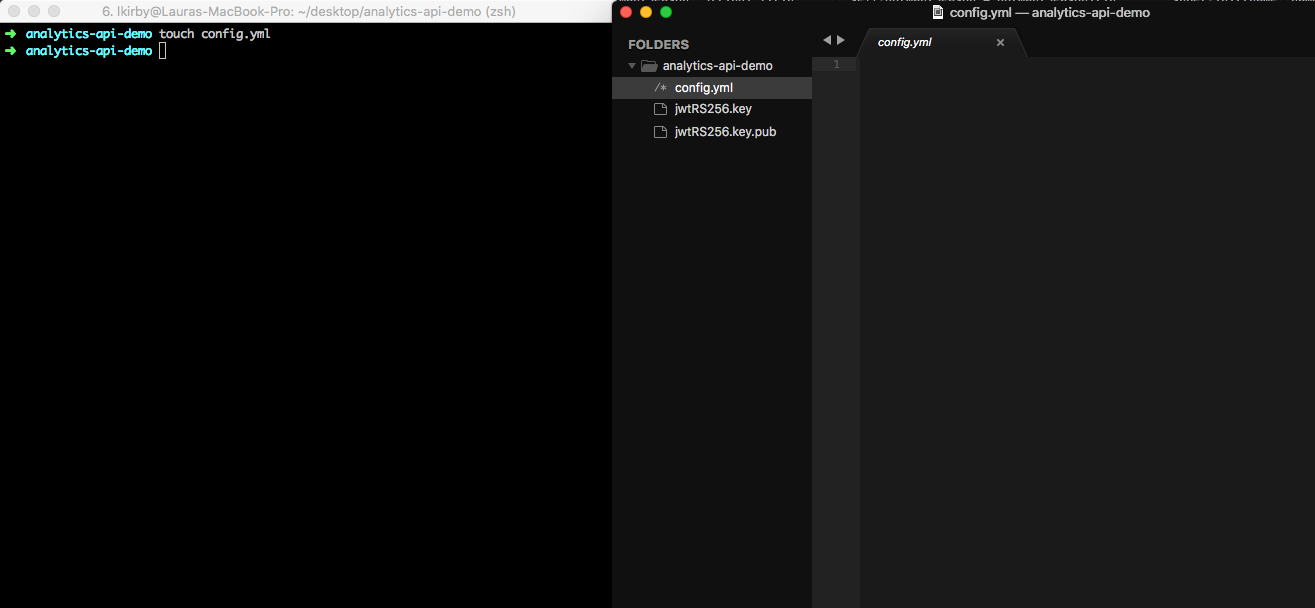 6. lkirby@Lauras-MacBook-Pro: ~/desktop/analytics-api-demo (zsh)
➜ analytics-api-demo touch config.yml
➜ analytics-api-demo
config.yml — analytics-api-demo
FOLDERS
analytics-api-demo
/* config.yml
jwtRS256.key
jwtRS256.key.pub
config.yml ×
1